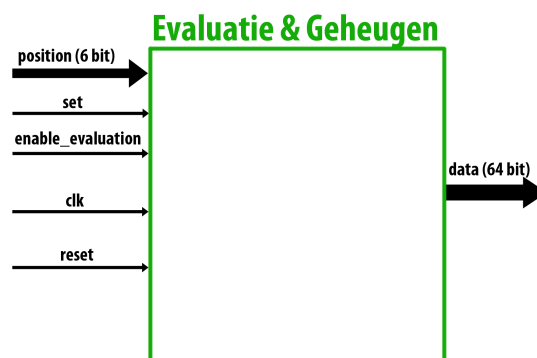 Evaluatie & Geheugen
position (6 bit)
set
enable_evaluation
data (64 bit)
clk
reset